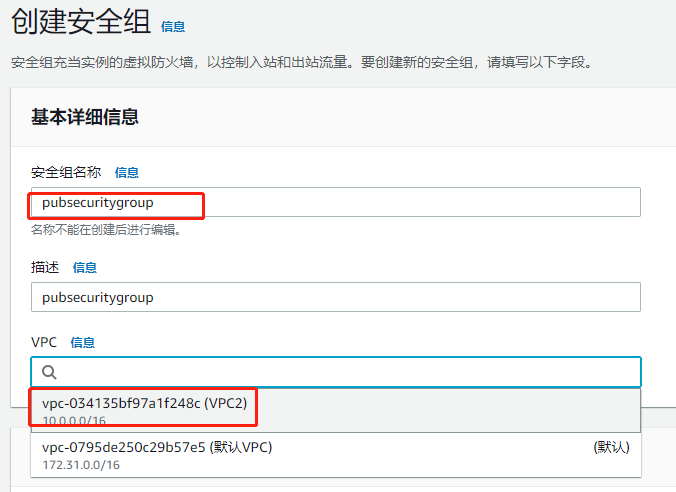 创建安全组 信息
安全组充当实例的虚拟防火墙，以控制入站和出站流量。要创建新的安全组，请填写以下字段。
基本详细信息
安全组名称 信息
pubsecuritygroup
名称不能在创建后进行编辑。
描述 信息
pubsecuritygroup
VPC 信息
vpc-034135bf97a1f248c (VPC2)
10.0.0.0/16
vpc-0795de250c29b57e5 (默认VPC) (默认)
172.31.0.0/16